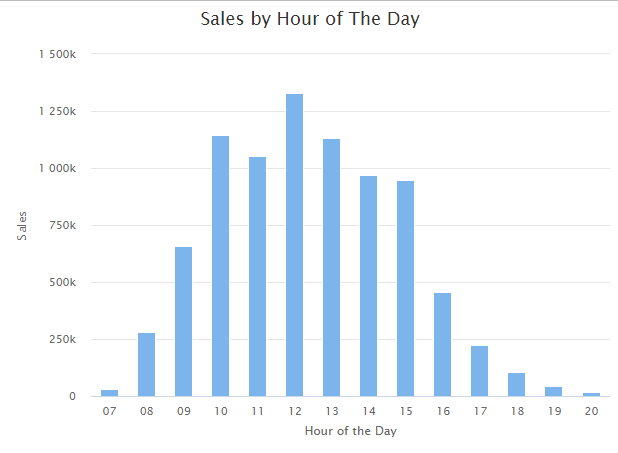 Sales by Hour of The Day
1 500k
1 250k
1 000k
750k
500k
250k
0
Sales
07 08 09 10 11 12 13 14 15 16 17 18 19 20
Hour of the Day